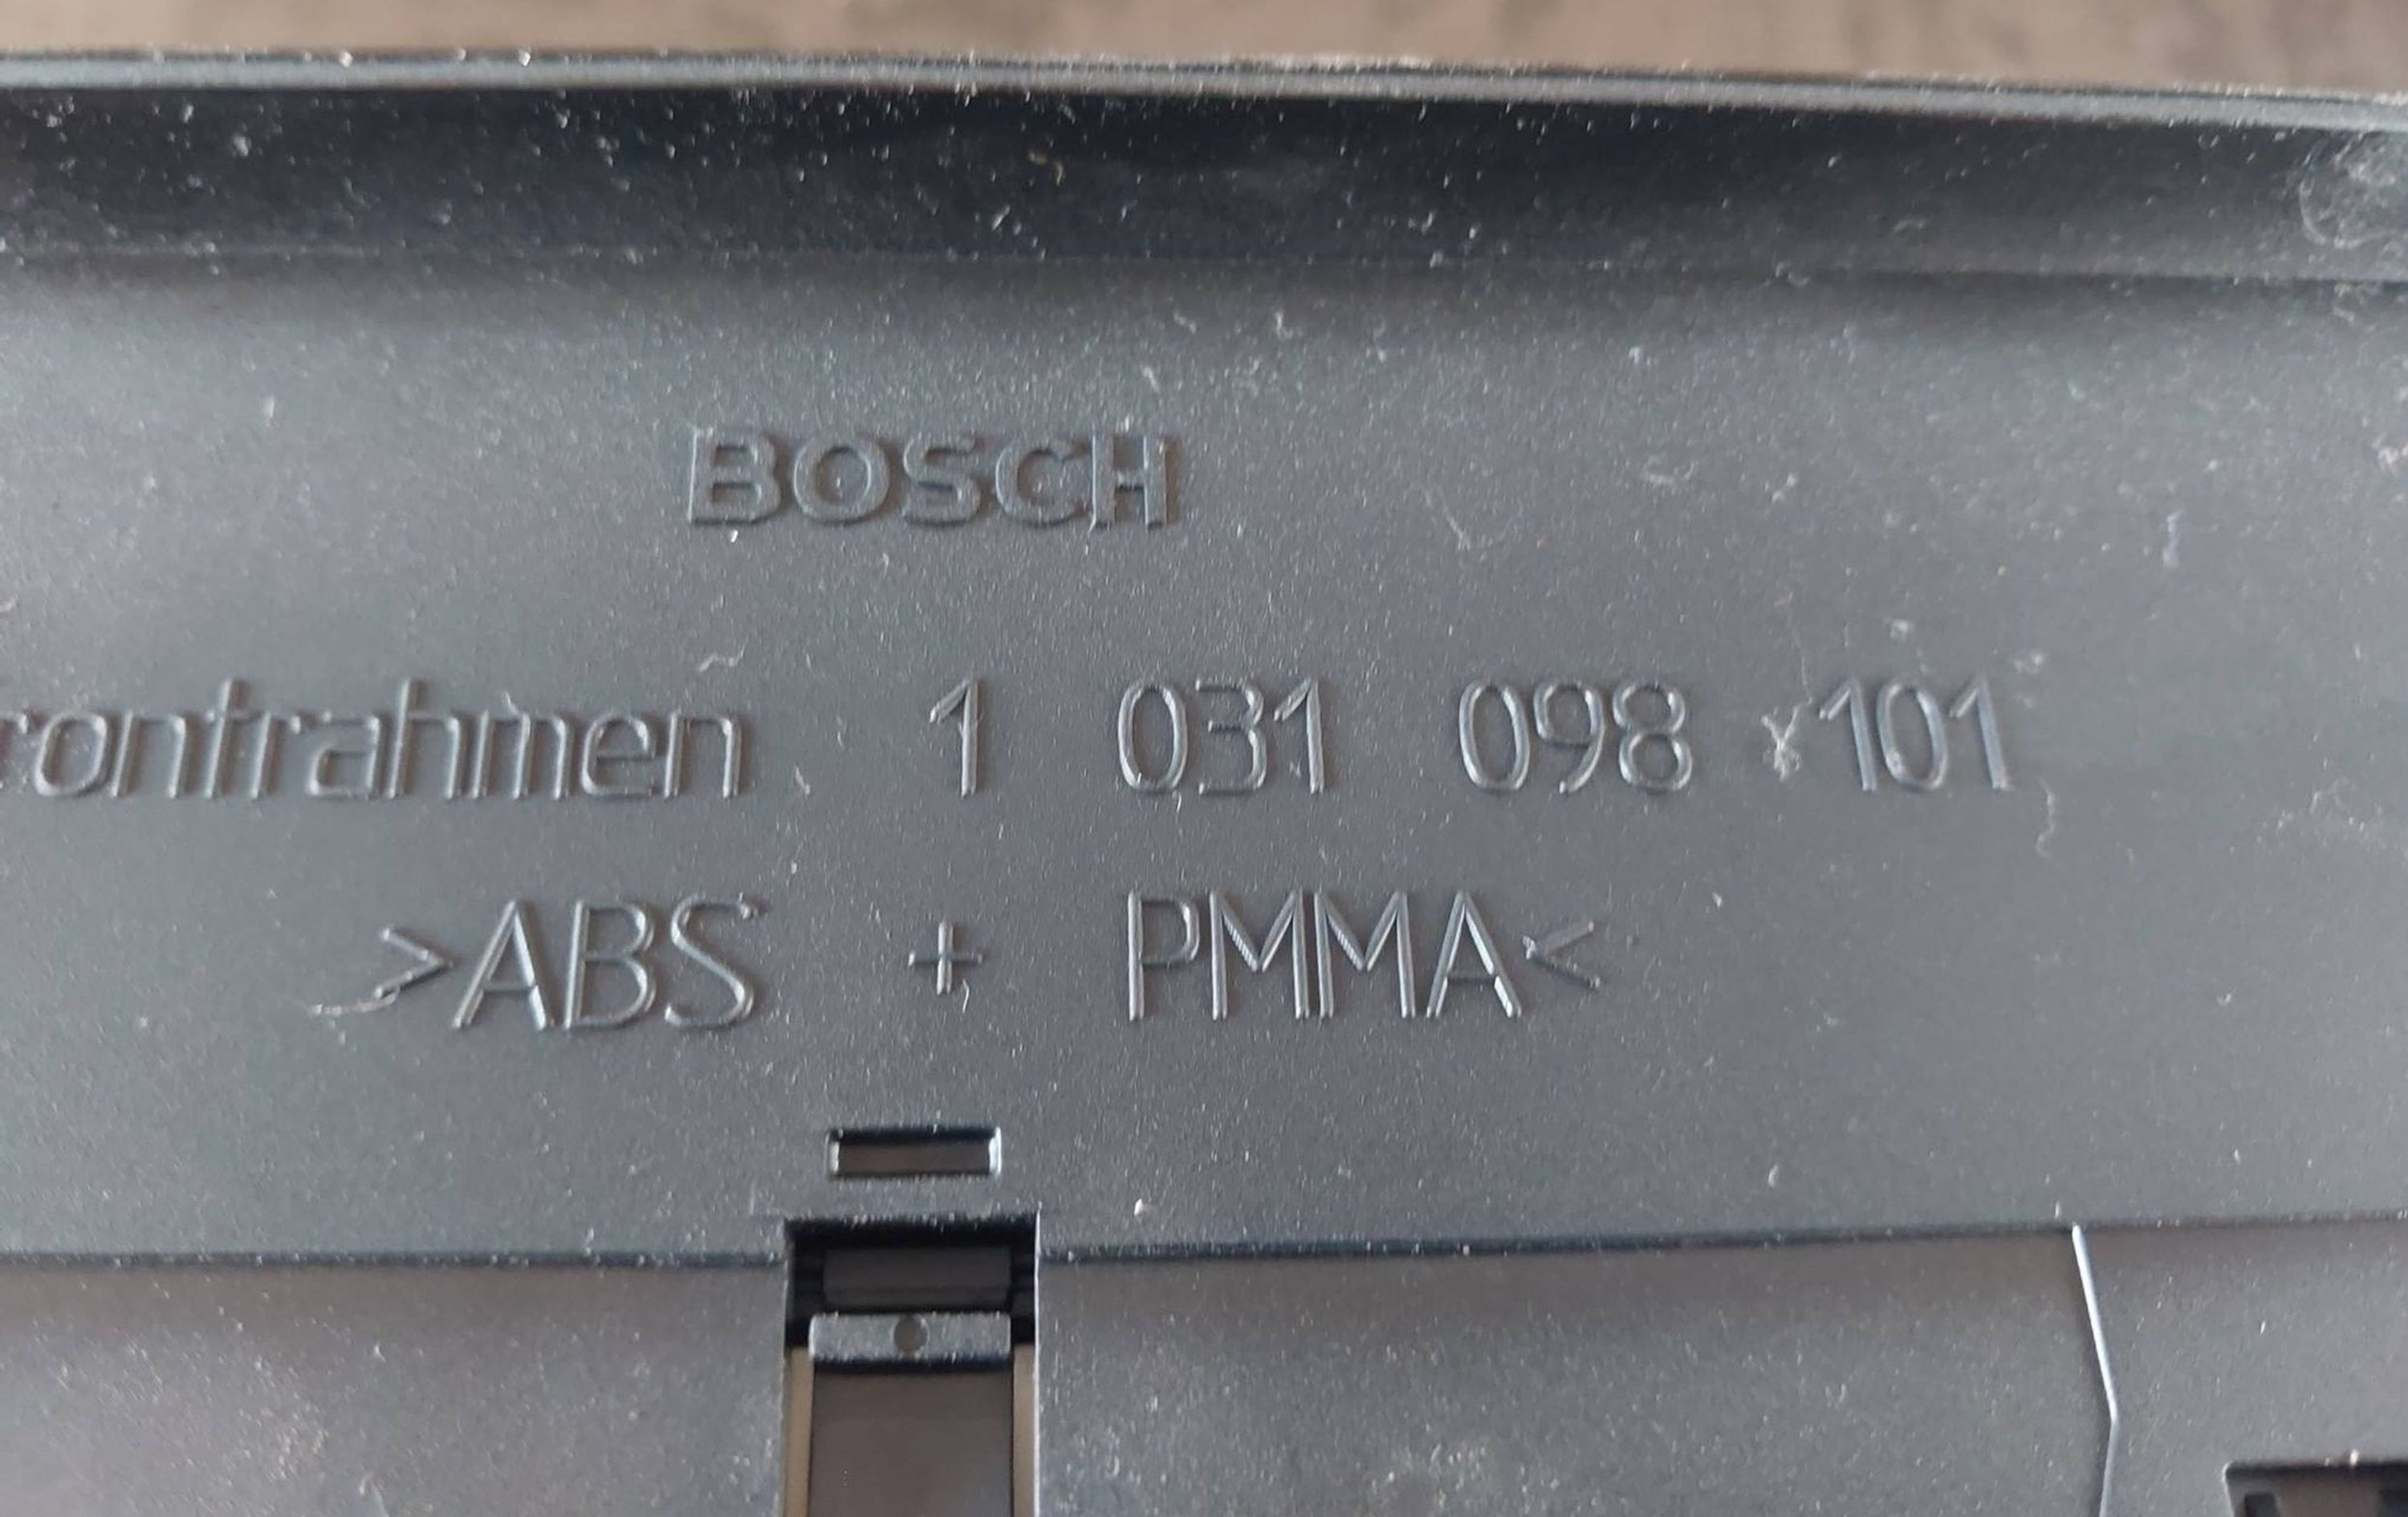 BOSCH
rontrahmen 1 031 098 101
>ABS + PMMA<